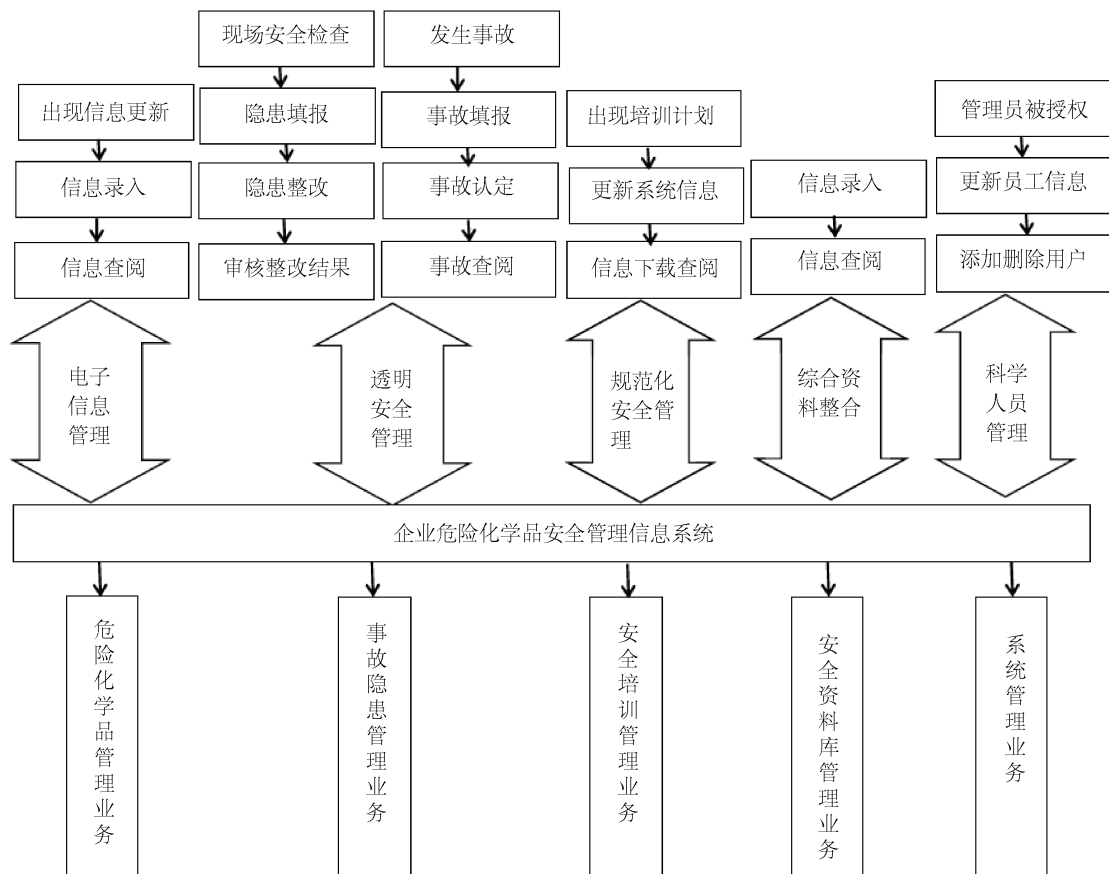 现场安全检查
发生事故
出现信息更新
隐患填报
事故填报
出现培训计划
管理员被授权
信息录入
隐患整改
事故认定
更新系统信息
信息录入
更新员工信息
信息查阅
审核整改结果
事故查阅
信息下载查阅
信息查阅
添加删除用户
电子
信息
管理
透明
安全
管理
规范化
安全管
理
综合资
料整合
科学
人员
管理
企业危险化学品安全管理信息系统
危险化学品管理业务
事故隐患管理业务
安全培训管理业务
安全资料库管理业务
系统管理业务